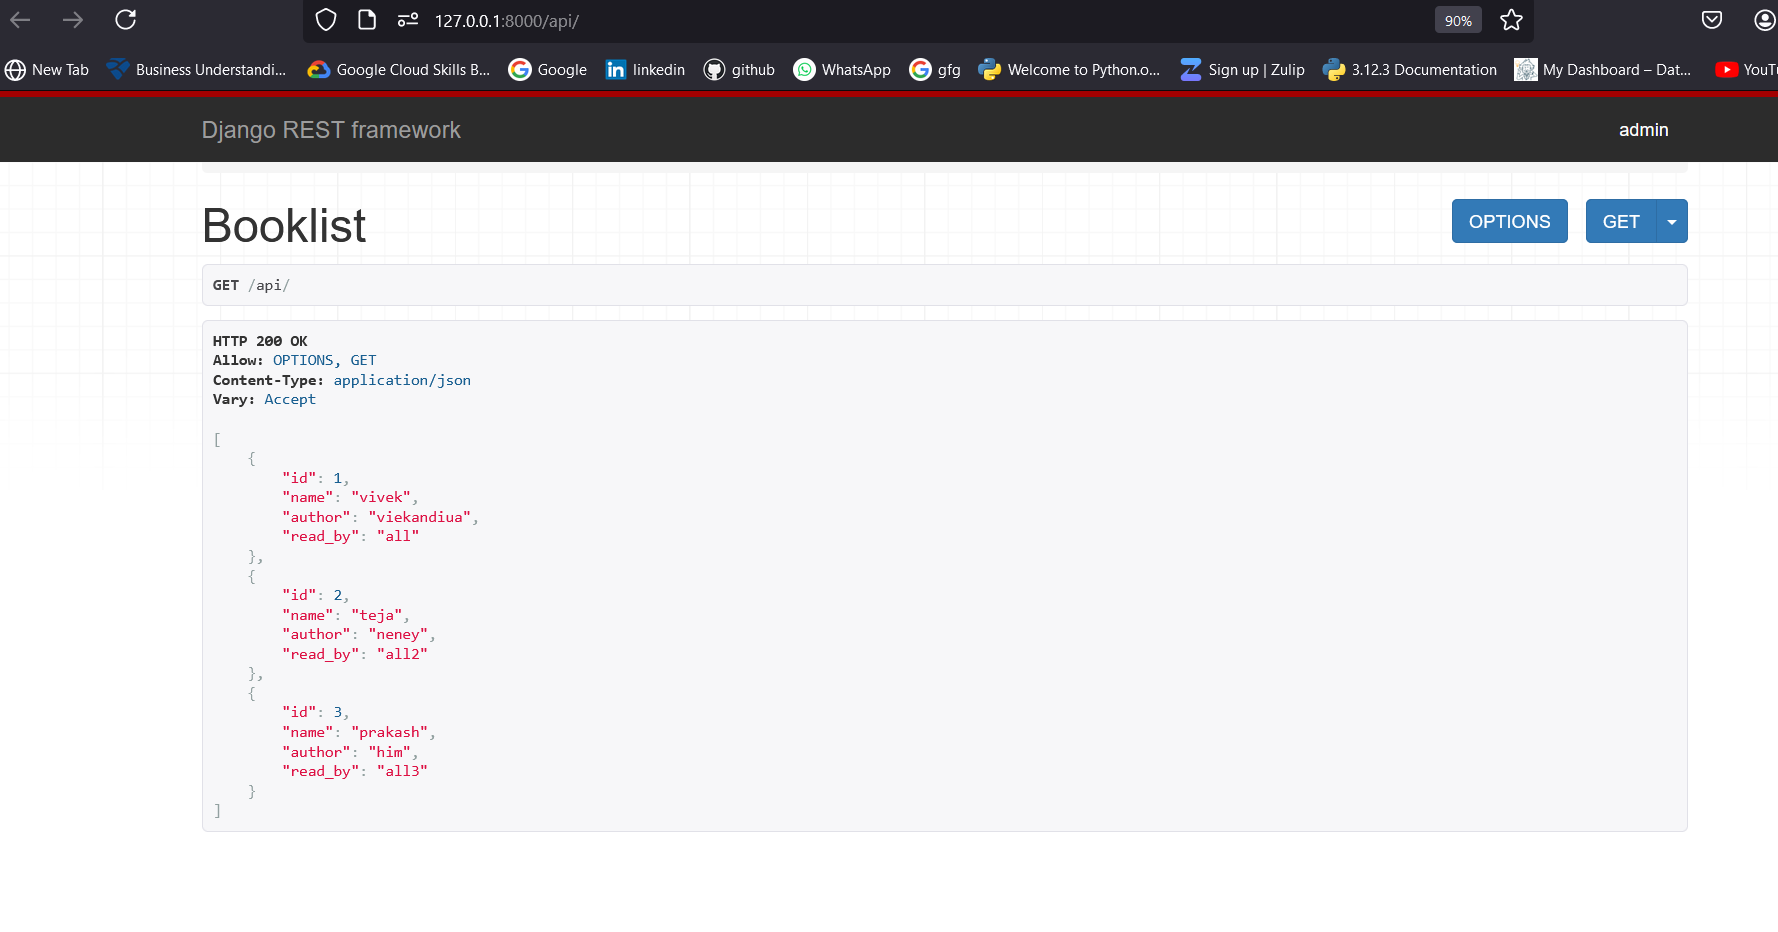 127.0.0.1:8000/api/
90%
New Tab
Business Understandi...
Google Cloud Skills B...
Google
linkedin
github
WhatsApp
gfg
Welcome to Python.o...
Sign up | Zulip
3.12.3 Documentation
My Dashboard – Dat...
YouT
Django REST framework
admin
Booklist
OPTIONS
GET
GET /api/
HTTP 200 OK
Allow: OPTIONS, GET
Content-Type: application/json
Vary: Accept
[
    {
        "id": 1,
        "name": "vivek",
        "author": "viekandiua",
        "read_by": "all"
    },
    {
        "id": 2,
        "name": "teja",
        "author": "neney",
        "read_by": "all2"
    },
    {
        "id": 3,
        "name": "prakash",
        "author": "him",
        "read_by": "all3"
    }
]